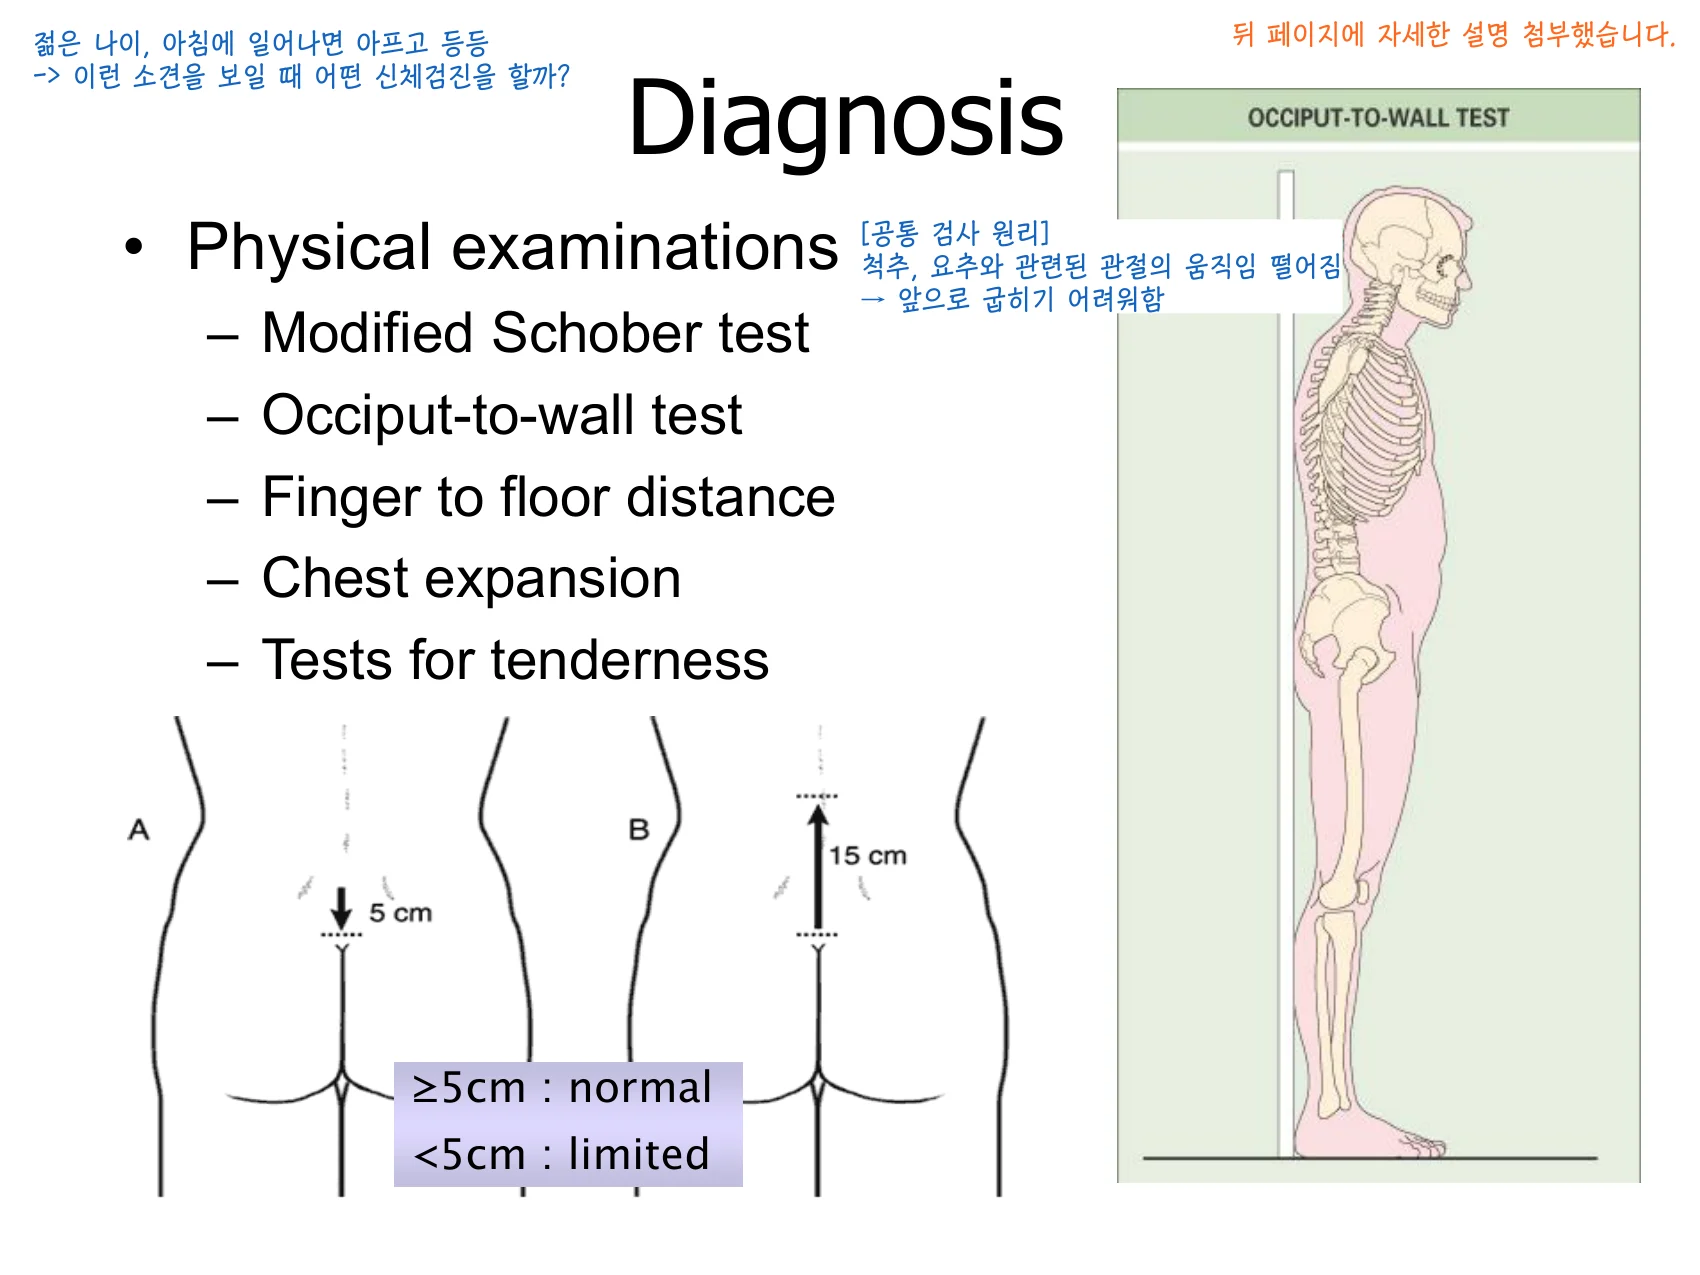 젊은 나이, 아침에 일어나면 아프고 등등
-> 이런 소견을 보일 때 어떤 신체검진을 할까?
뒤 페이지에 자세한 설명 첨부했습니다.
Diagnosis
OCCIPUT-TO-WALL TEST
• Physical examinations
[공통 검사 원리]
척추, 요추와 관련된 관절의 움직임 떨어짐
→ 앞으로 굽히기 어려워함
– Modified Schober test
– Occiput-to-wall test
– Finger to floor distance
– Chest expansion
– Tests for tenderness
A
5 cm
B
15 cm
≥5cm : normal
<5cm : limited